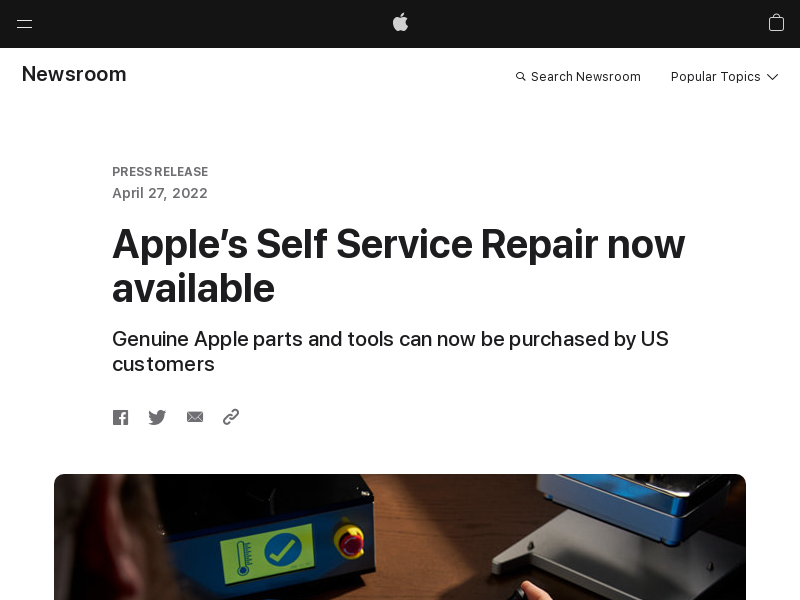 Newsroom
Search Newsroom
Popular Topics
PRESS RELEASE
April 27, 2022
Apple’s Self Service Repair now
available
Genuine Apple parts and tools can now be purchased by US
customers